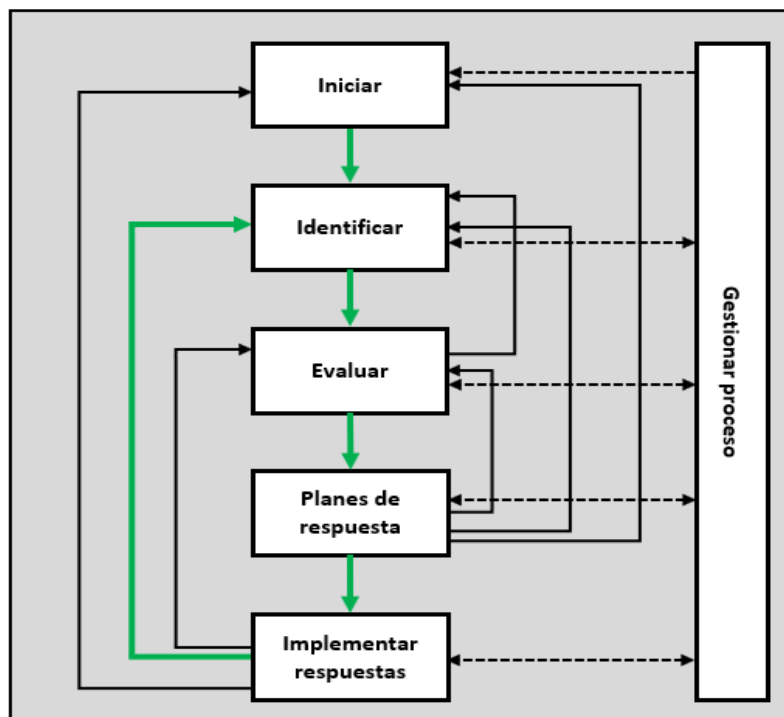 Iniciar
Identificar
Evaluar
Planes de
respuesta
Implementar
respuestas
Gestionar proceso